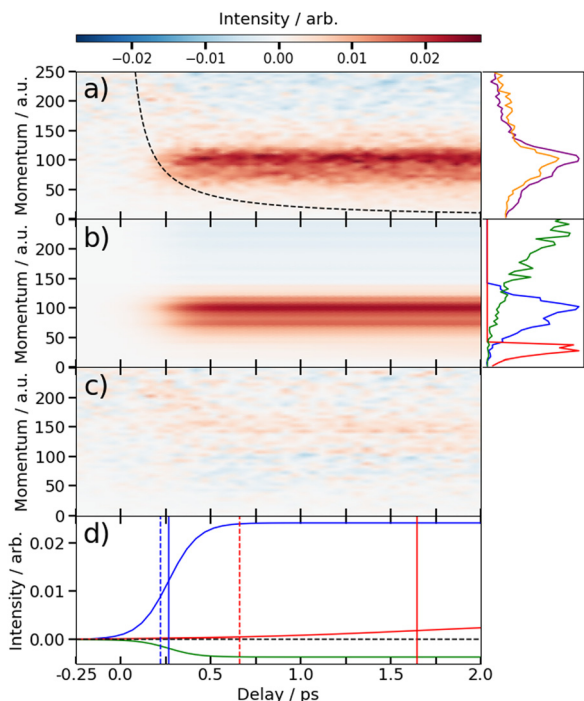 Intensity / arb.
−0.02 −0.01 0.00 0.01 0.02
a)
Momentum / a.u.
250
200
150
100
50
0
b)
Momentum / a.u.
200
150
100
50
0
c)
Momentum / a.u.
200
150
100
50
0
d)
Intensity / arb.
0.02
0.01
0.00
-0.25 0.0 0.5 1.0 1.5 2.0
Delay / ps